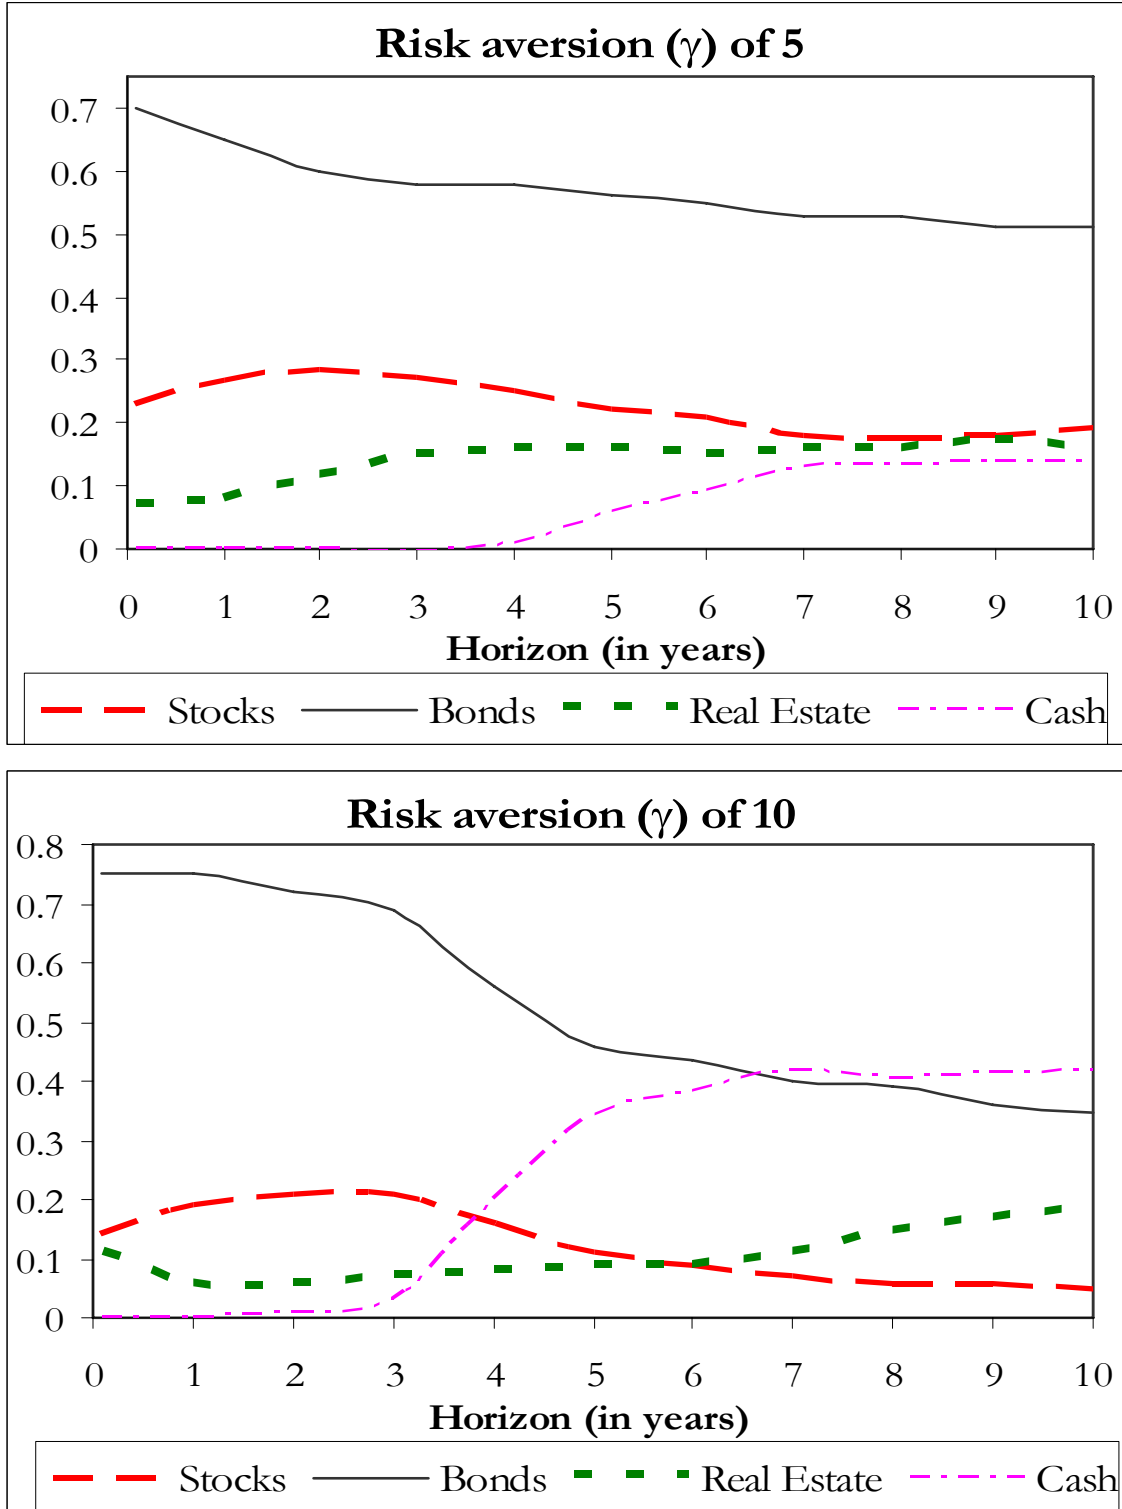 Risk aversion (γ) of 5
0.7
0.6
0.5
0.4
0.3
0.2
0.1
0
0 1 2 3 4 5 6 7 8 9 10
Horizon (in years)
Stocks Bonds Real Estate Cash
Risk aversion (γ) of 10
0.8
0.7
0.6
0.5
0.4
0.3
0.2
0.1
0
0 1 2 3 4 5 6 7 8 9 10
Horizon (in years)
Stocks Bonds Real Estate Cash